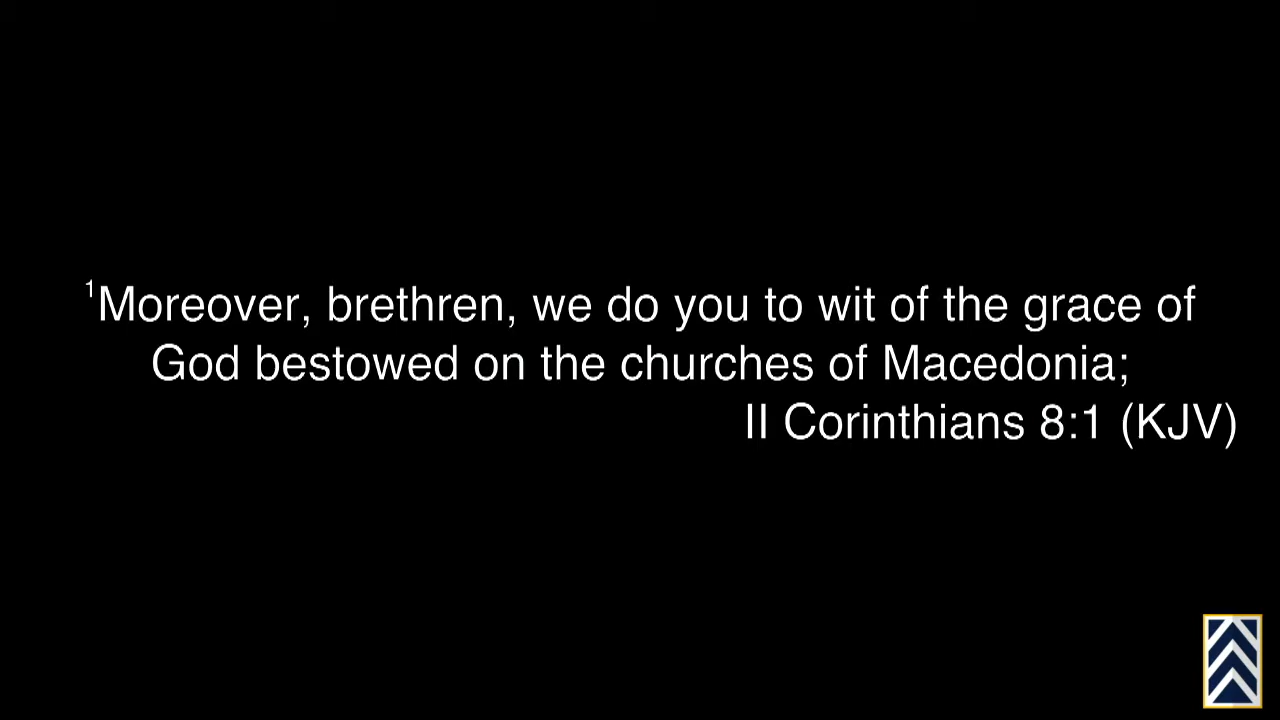 ¹Moreover, brethren, we do you to wit of the grace of
God bestowed on the churches of Macedonia;
II Corinthians 8:1 (KJV)